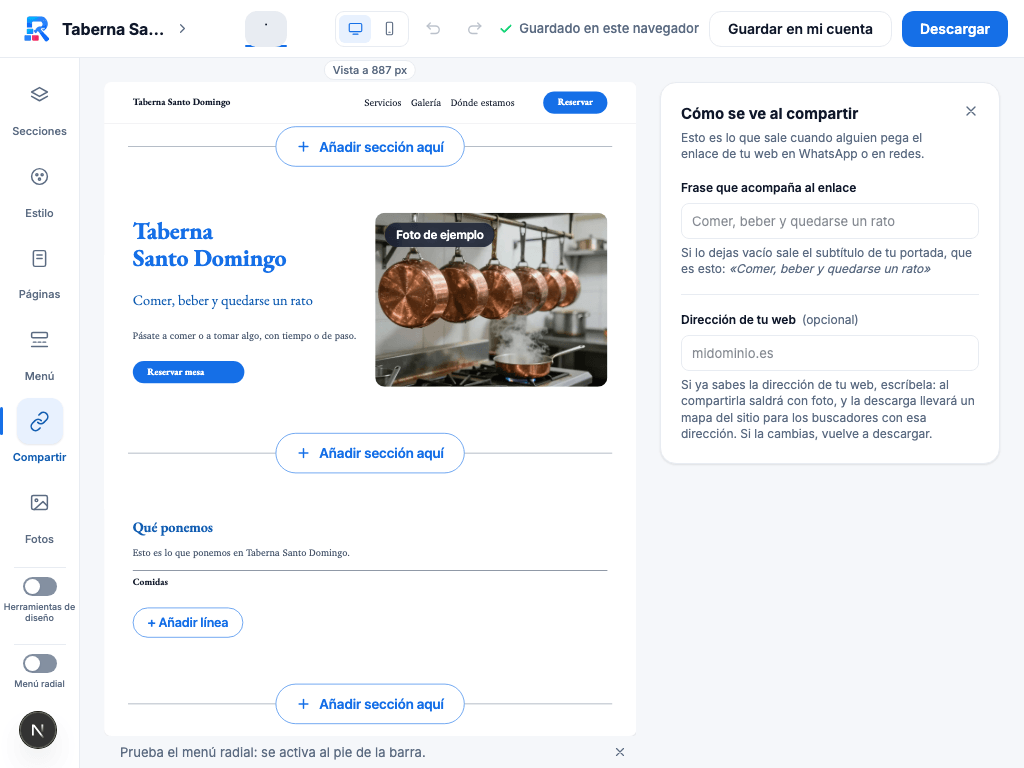 Taberna Sa...
Guardado en este navegador
Guardar en mi cuenta
Descargar
Vista a 887 px
Secciones
Estilo
Páginas
Menú
Compartir
Fotos
Herramientas de
diseño
Menú radial
N
Taberna Santo Domingo
Servicios Galería Dónde estamos
Reservar
+ Añadir sección aquí
Taberna
Santo Domingo
Comer, beber y quedarse un rato
Pásate a comer o a tomar algo, con tiempo o de paso.
Reservar mesa
Foto de ejemplo
+ Añadir sección aquí
Qué ponemos
Esto es lo que ponemos en Taberna Santo Domingo.
Comidas
+ Añadir línea
+ Añadir sección aquí
Prueba el menú radial: se activa al pie de la barra.
Cómo se ve al compartir
Esto es lo que sale cuando alguien pega el
enlace de tu web en WhatsApp o en redes.
Frase que acompaña al enlace
Comer, beber y quedarse un rato
Si lo dejas vacío sale el subtítulo de tu portada, que
es esto: «Comer, beber y quedarse un rato»
Dirección de tu web (opcional)
midominio.es
Si ya sabes la dirección de tu web, escríbela: al
compartirla saldrá con foto, y la descarga llevará un
mapa del sitio para los buscadores con esa
dirección. Si la cambias, vuelve a descargar.